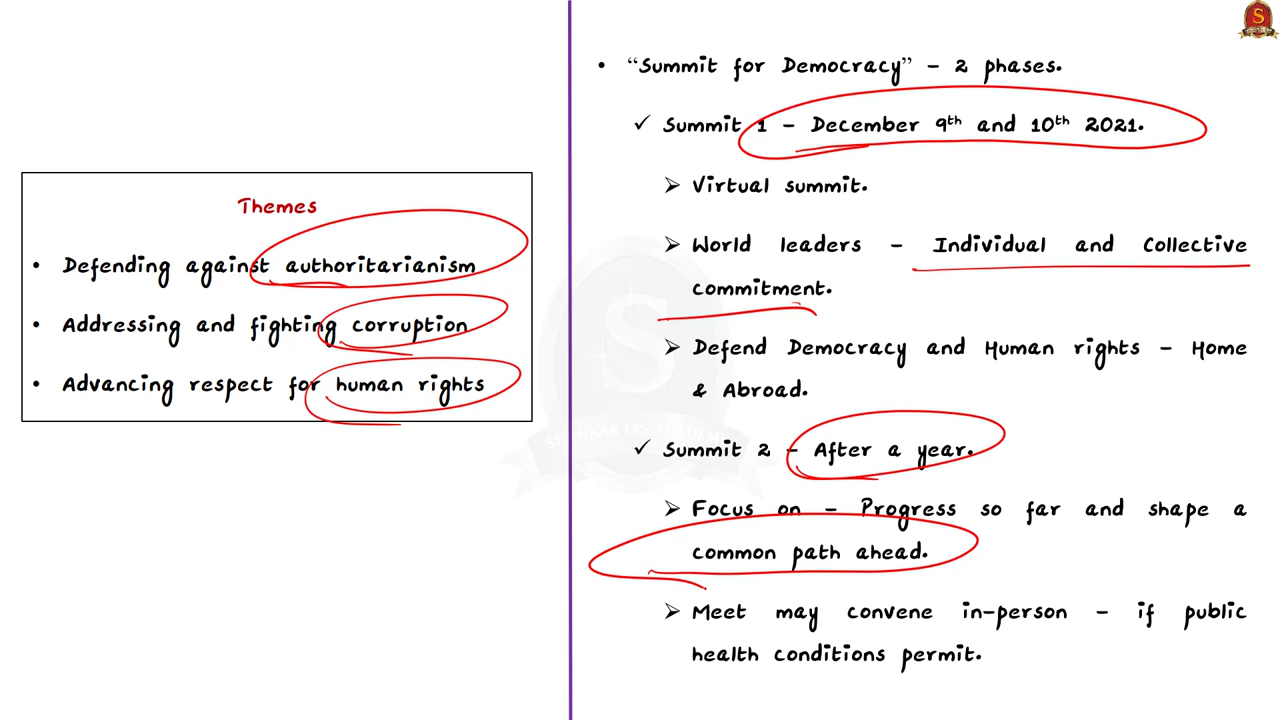 Themes
• Defending against authoritarianism
• Addressing and fighting corruption
• Advancing respect for human rights
• “Summit for Democracy” – 2 phases.
✓ Summit 1 – December 9th and 10th 2021.
➢ Virtual summit.
➢ World leaders – Individual and Collective
commitment.
➢ Defend Democracy and Human rights – Home
& Abroad.
✓ Summit 2 – After a year.
➢ Focus on – Progress so far and shape a
common path ahead.
➢ Meet may convene in-person – if public
health conditions permit.
S
SHANKAR IAS ACADEMY
S